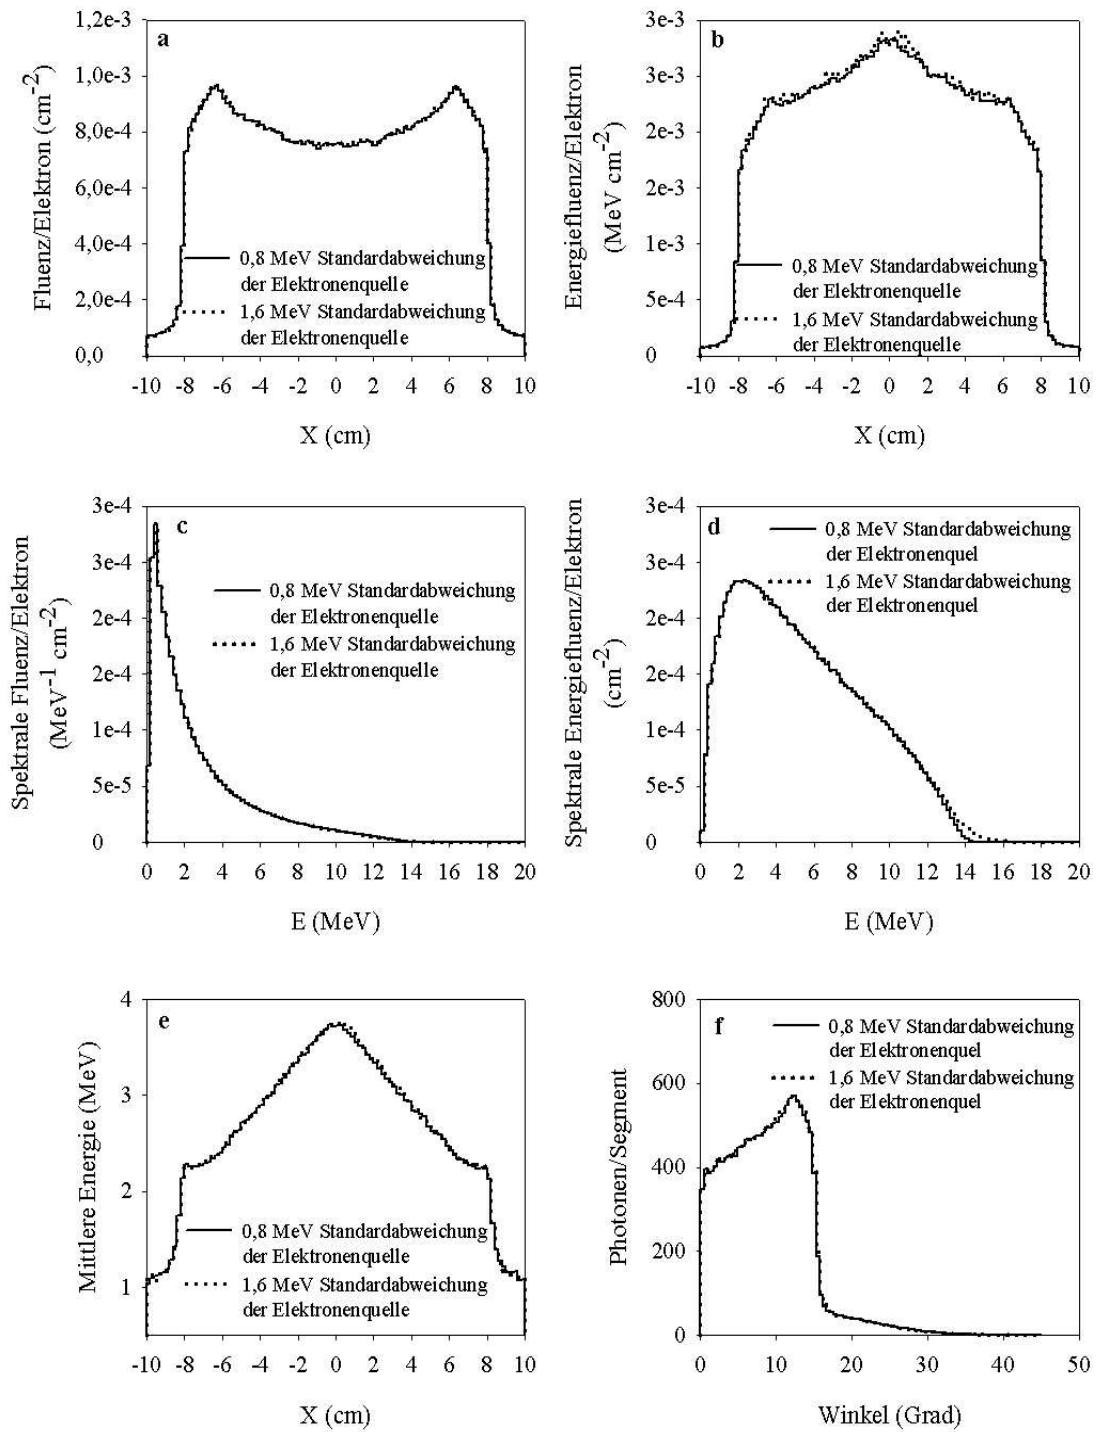 a
Fluenz/Elektron (cm-2)
1,2e-3
1,0e-3
8,0e-4
6,0e-4
4,0e-4
2,0e-4
0,0
0,8 MeV Standardabweichung
der Elektronenquelle
1,6 MeV Standardabweichung
der Elektronenquelle
-10 -8 -6 -4 -2 0 2 4 6 8 10
X (cm)
b
Energiefluenz/Elektron
(MeV cm-2)
3e-3
3e-3
2e-3
2e-3
1e-3
5e-4
0
0,8 MeV Standardabweichung
der Elektronenquelle
1,6 MeV Standardabweichung
der Elektronenquelle
-10 -8 -6 -4 -2 0 2 4 6 8 10
X (cm)
c
Spektrale Fluenz/Elektron
(MeV-1 cm-2)
3e-4
3e-4
2e-4
2e-4
1e-4
5e-5
0
0,8 MeV Standardabweichung
der Elektronenquelle
1,6 MeV Standardabweichung
der Elektronenquelle
0 2 4 6 8 10 12 14 16 18 20
E (MeV)
d
Spektrale Energiefluenz/Elektron
(cm-2)
3e-4
3e-4
2e-4
2e-4
1e-4
5e-5
0
0,8 MeV Standardabweichung
der Elektronenquel
1,6 MeV Standardabweichung
der Elektronenquel
0 2 4 6 8 10 12 14 16 18 20
E (MeV)
e
Mittlere Energie (MeV)
4
3
2
1
0,8 MeV Standardabweichung
der Elektronenquelle
1,6 MeV Standardabweichung
der Elektronenquelle
-10 -8 -6 -4 -2 0 2 4 6 8 10
X (cm)
f
Photonen/Segment
800
600
400
200
0
0,8 MeV Standardabweichung
der Elektronenquel
1,6 MeV Standardabweichung
der Elektronenquel
0 10 20 30 40 50
Winkel (Grad)